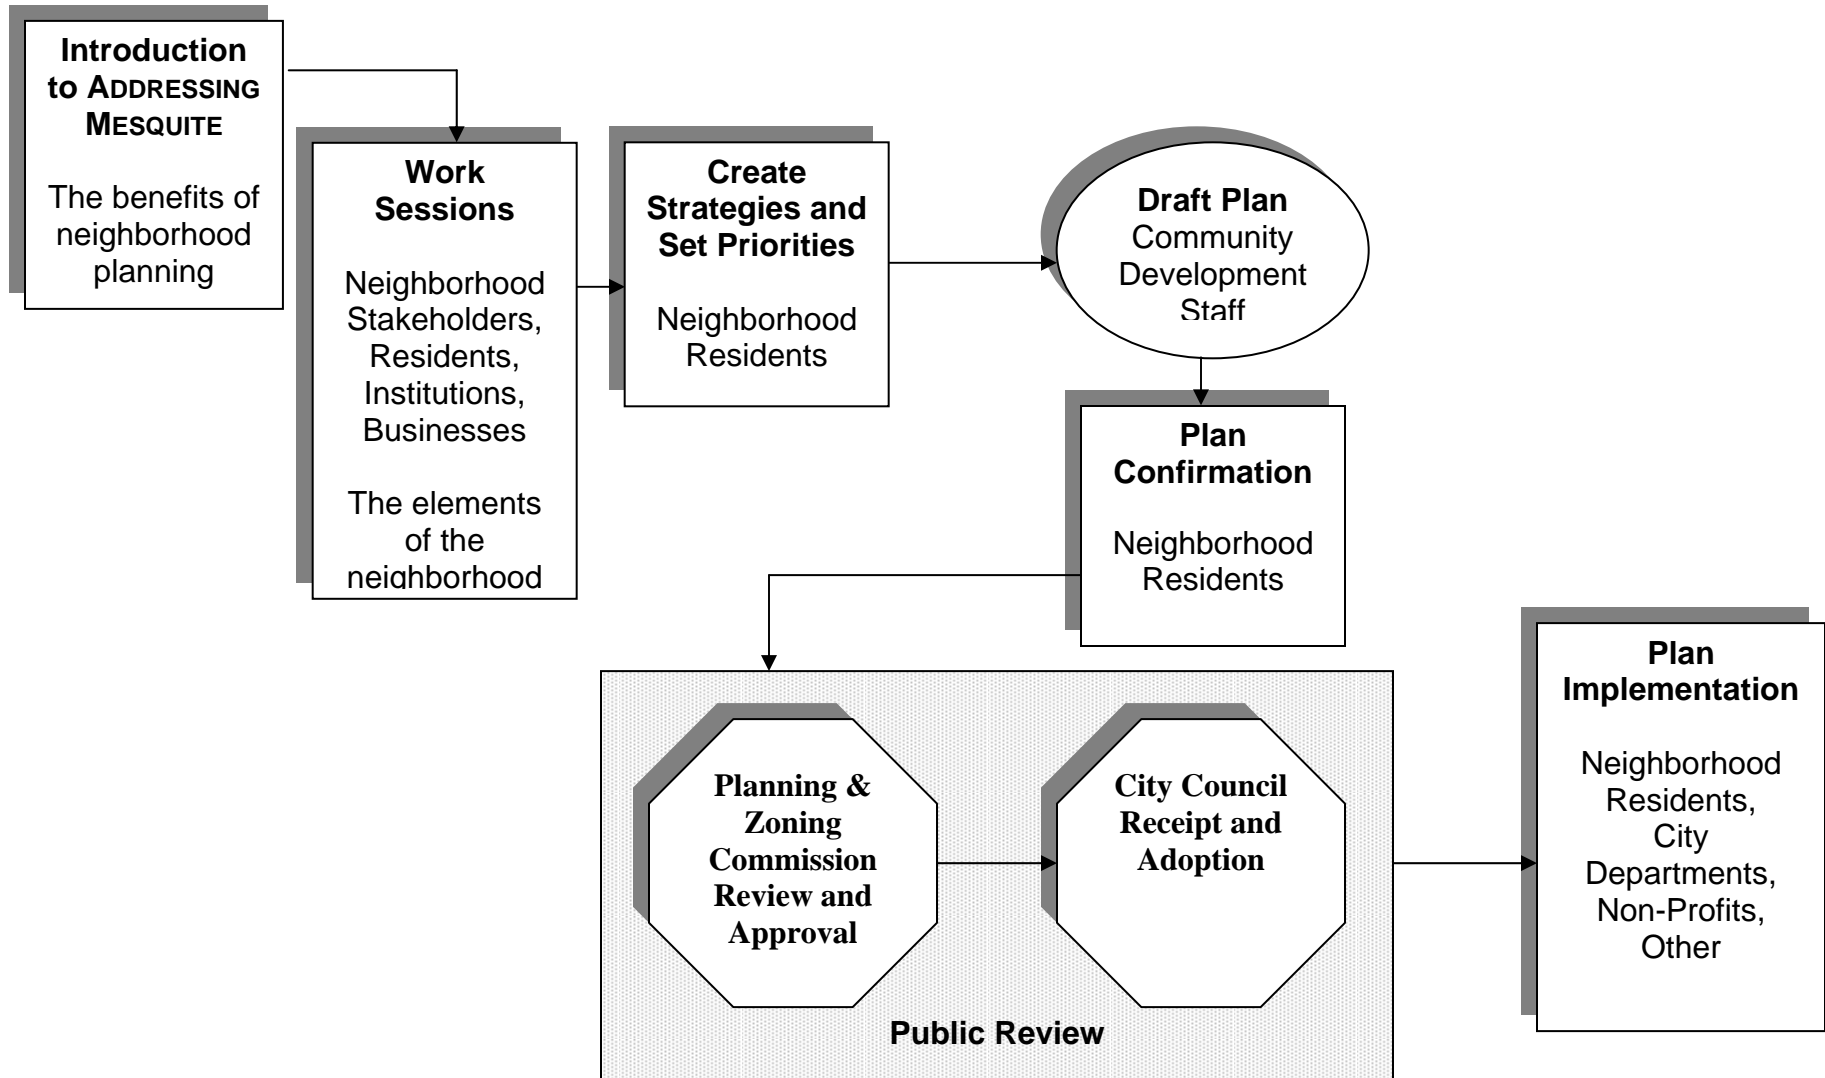 Introduction
to ADDRESSING
MESQUITE
The benefits of
neighborhood
planning
Work
Sessions
Neighborhood
Stakeholders,
Residents,
Institutions,
Businesses
The elements
of the
neighborhood
Create
Strategies and
Set Priorities
Neighborhood
Residents
Draft Plan
Community
Development
Staff
Plan
Confirmation
Neighborhood
Residents
Planning &
Zoning
Commission
Review and
Approval
City Council
Receipt and
Adoption
Public Review
Plan
Implementation
Neighborhood
Residents,
City
Departments,
Non-Profits,
Other